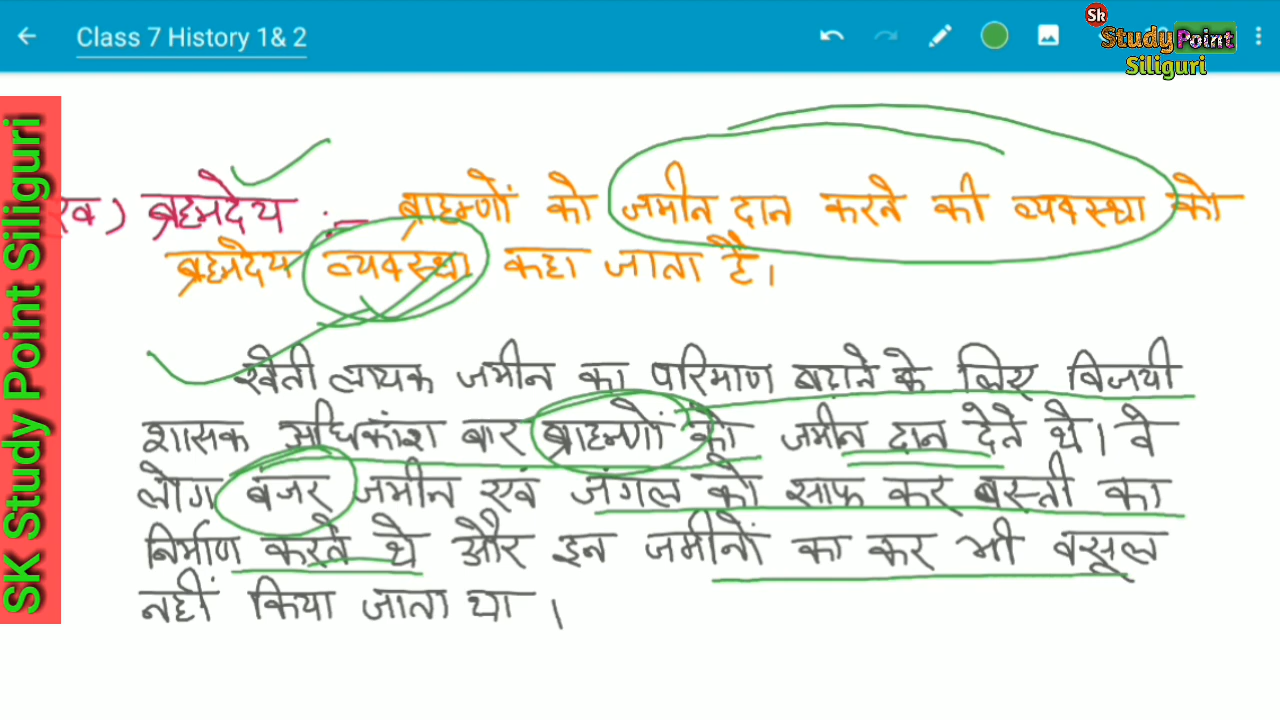 Class 7 History 1& 2
Sk
Study Point
Siliguri
SK Study Point Siliguri
ख) ब्रह्मदेय :- ब्राह्मणों को जमीन दान करने की व्यवस्था को
ब्रह्मदेय व्यवस्था कहा जाता है।
खेती लायक जमीन का परिमाण बढ़ाने के लिए विजयी
शासक अधिकांश बार ब्राह्मणों को जमीन दान देते थे। वे
लोग बंजर जमीन एवं जंगल को साफ कर बस्ती का
निर्माण करते थे और इन जमीनों का कर भी वसूल
नहीं किया जाता था।